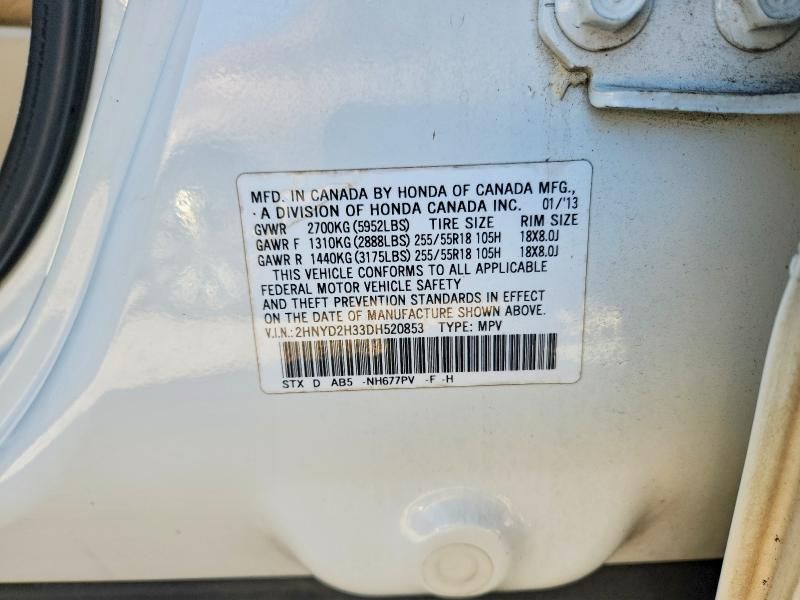 MFD. IN CANADA BY HONDA OF CANADA MFG.,
· A DIVISION OF HONDA CANADA INC. 01/'13
GVWR 2700KG (5952LBS) TIRE SIZE RIM SIZE
GAWR F 1310KG (2888LBS) 255/55R18 105H 18X8.0J
GAWR R 1440KG (3175LBS) 255/55R18 105H 18X8.0J
THIS VEHICLE CONFORMS TO ALL APPLICABLE
FEDERAL MOTOR VEHICLE SAFETY
AND THEFT PREVENTION STANDARDS IN EFFECT
ON THE DATE OF MANUFACTURE SHOWN ABOVE.
V.I.N.:2HNYD2H33DH520853 TYPE: MPV
STX D AB5 -NH677PV -F -H